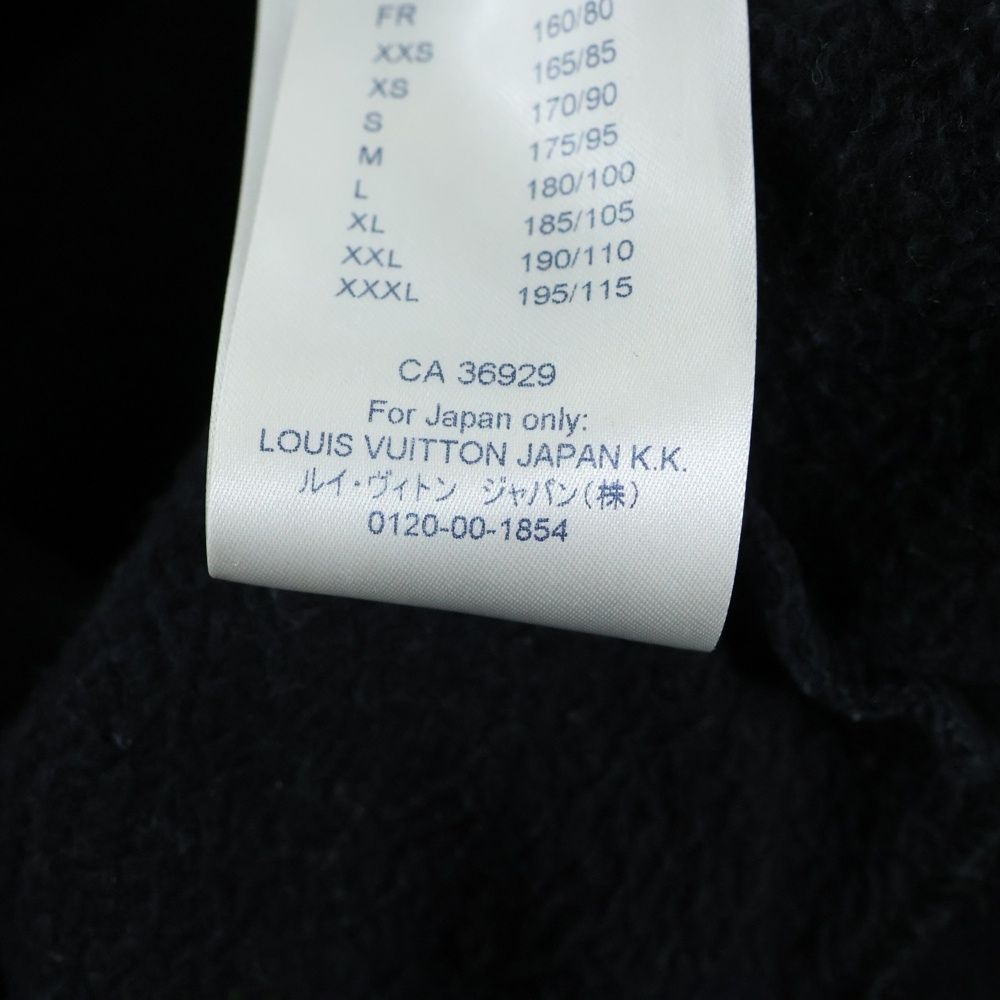 FR 160/80
XXS 165/85
XS 170/90
S 175/95
M 180/100
L 185/105
XL 190/110
XXL 195/115
XXXL
CA 36929
For Japan only:
LOUIS VUITTON JAPAN K.K.
ルイ・ヴィトン ジャパン(株)
0120-00-1854